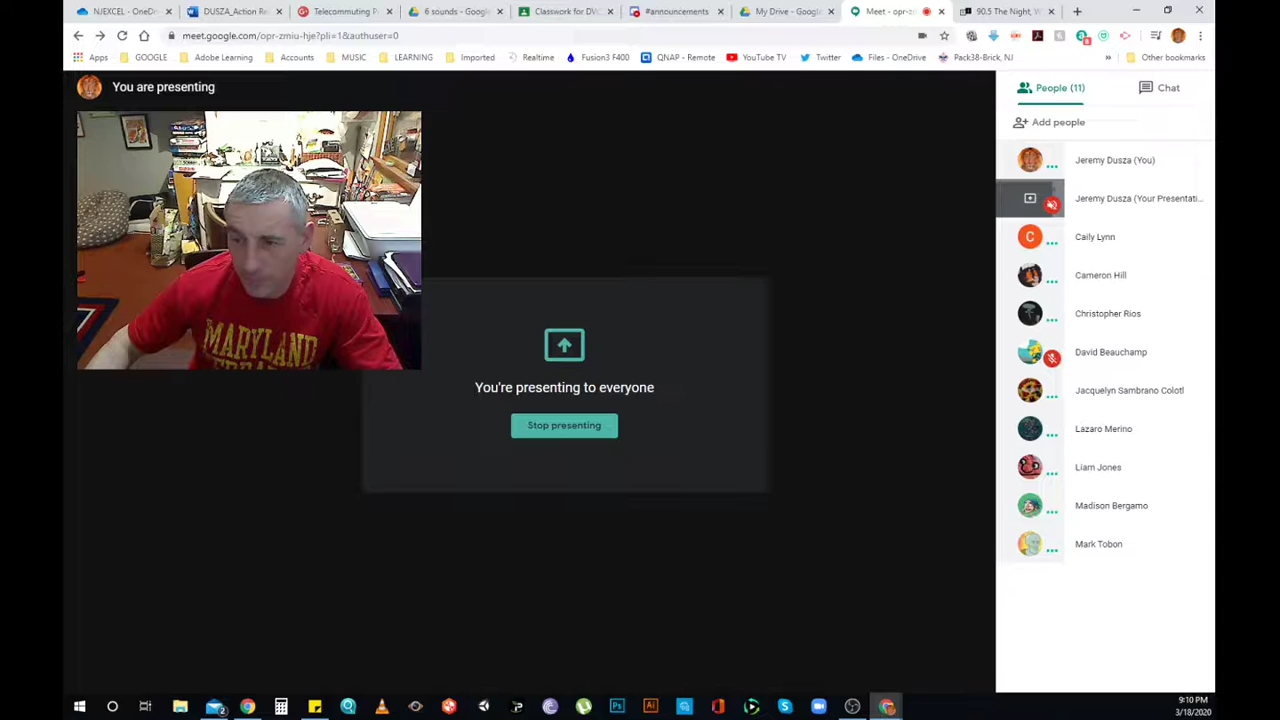 NJEXCEL - OneDri
DUSZA_Action Re
Telecommuting P
6 sounds - Googl
Classwork for DVC
#announcements
My Drive - Googl
Meet - opr-z
90.5 The Night, W
meet.google.com/opr-zmiu-hje?pli=1&authuser=0
Apps
GOOGLE
Adobe Learning
Accounts
MUSIC
LEARNING
Imported
Realtime
Fusion3 F400
QNAP - Remote
YouTube TV
Twitter
Files - OneDrive
Pack38-Brick, NJ
Other bookmarks
You are presenting
People (11)
Chat
Add people
Jeremy Dusza (You)
Jeremy Dusza (Your Presentati...
Caily Lynn
Cameron Hill
Christopher Rios
David Beauchamp
Jacquelyn Sambrano Colotl
Lazaro Merino
Liam Jones
Madison Bergamo
Mark Tobon
C
MARYLAND
You're presenting to everyone
Stop presenting
9:10 PM
3/18/2020